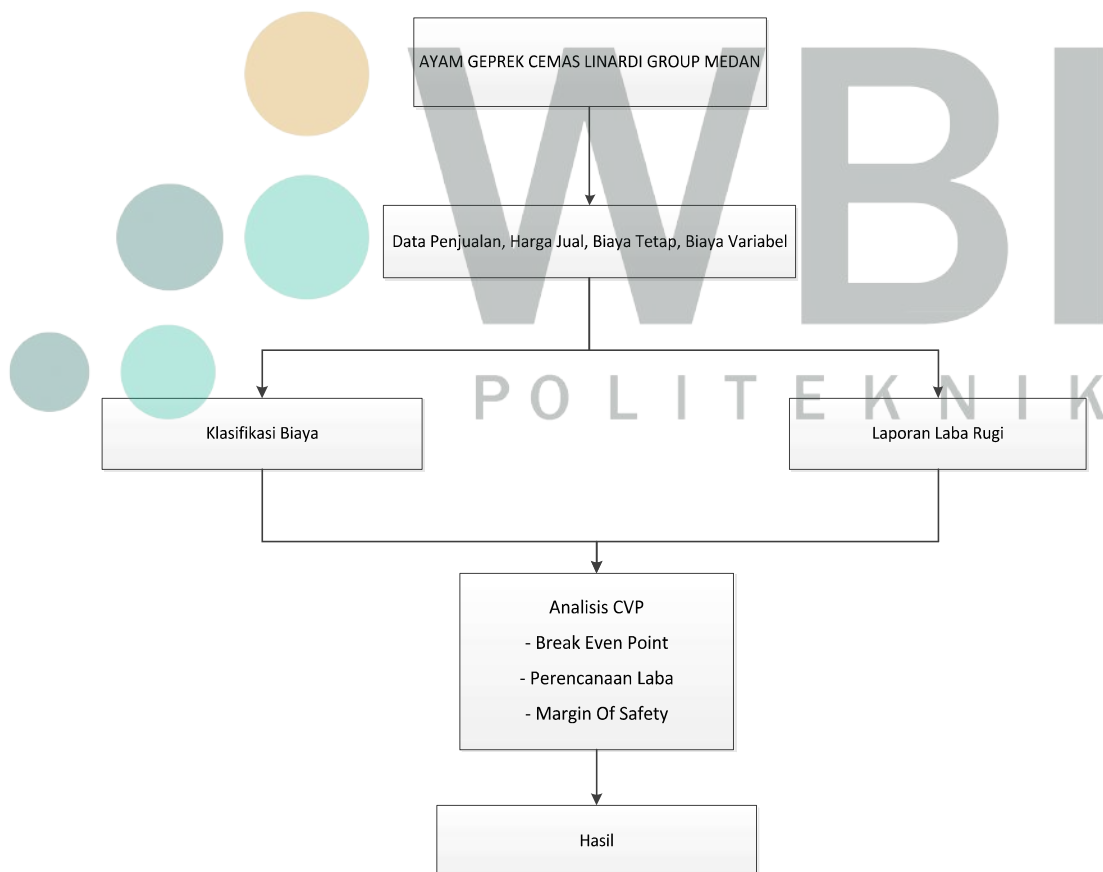 AYAM GEPREK CEMAS LINARDI GROUP MEDAN
WBI
POLITEKNIK
Data Penjualan, Harga Jual, Biaya Tetap, Biaya Variabel
Klasifikasi Biaya
Laporan Laba Rugi
Analisis CVP
- Break Even Point
- Perencanaan Laba
- Margin Of Safety
Hasil